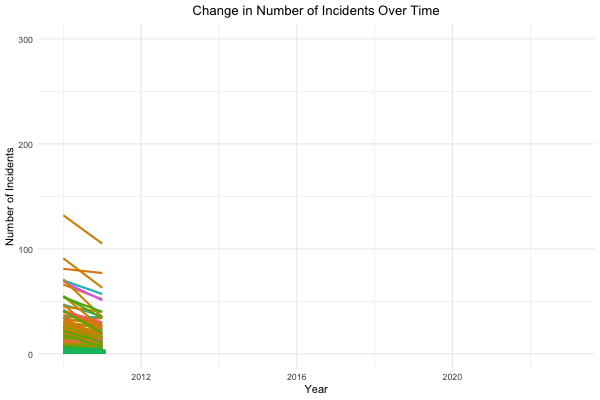 Change in Number of Incidents Over Time
300
200
100
0
Number of Incidents
2012
2016
2020
Year